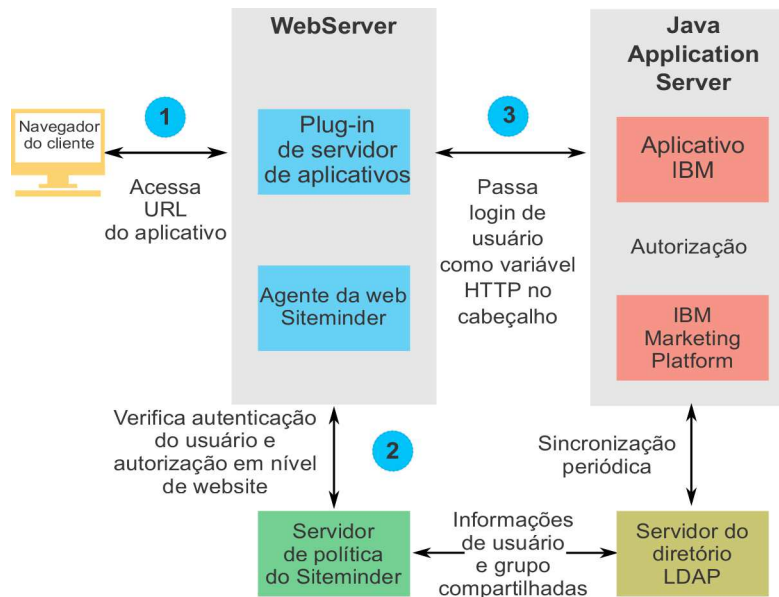 WebServer
Java
Application
Server
1
3
Navegador
do cliente
Plug-in
de servidor
de aplicativos
Aplicativo
IBM
Acessa
URL
do aplicativo
Passa
login de
usuário
como variável
HTTP no
cabeçalho
Autorização
Agente da web
Siteminder
IBM
Marketing
Platform
Verifica autenticação
do usuário e
autorização em nível
de website
2
Sincronização
periódica
Servidor
de política
do Siteminder
Informações
de usuário
e grupo
compartilhadas
Servidor do
diretório
LDAP